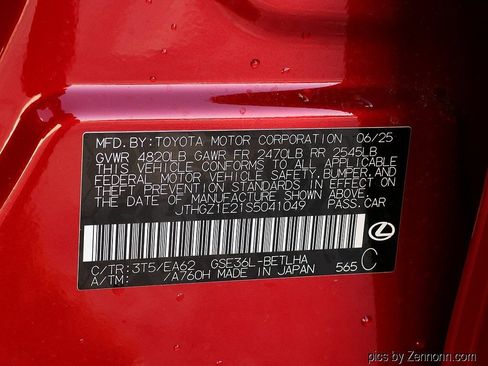 MFD. BY: TOYOTA MOTOR CORPORATION 06/25
GVWR 4820LB GAWR FR 2470LB RR 2545LB
THIS VEHICLE CONFORMS TO ALL APPLICABLE
FEDERAL MOTOR VEHICLE SAFETY, BUMPER, AND
THEFT PREVENTION STANDARDS IN EFFECT ON
THE DATE OF MANUFACTURE SHOWN ABOVE.
JTHGZ1E21S5041049 PASS. CAR
C/TR: 3T5/EA62 GSE36L-BETLHA
A/TM: /A760H MADE IN JAPAN 565 C
pics by Zennonn.com